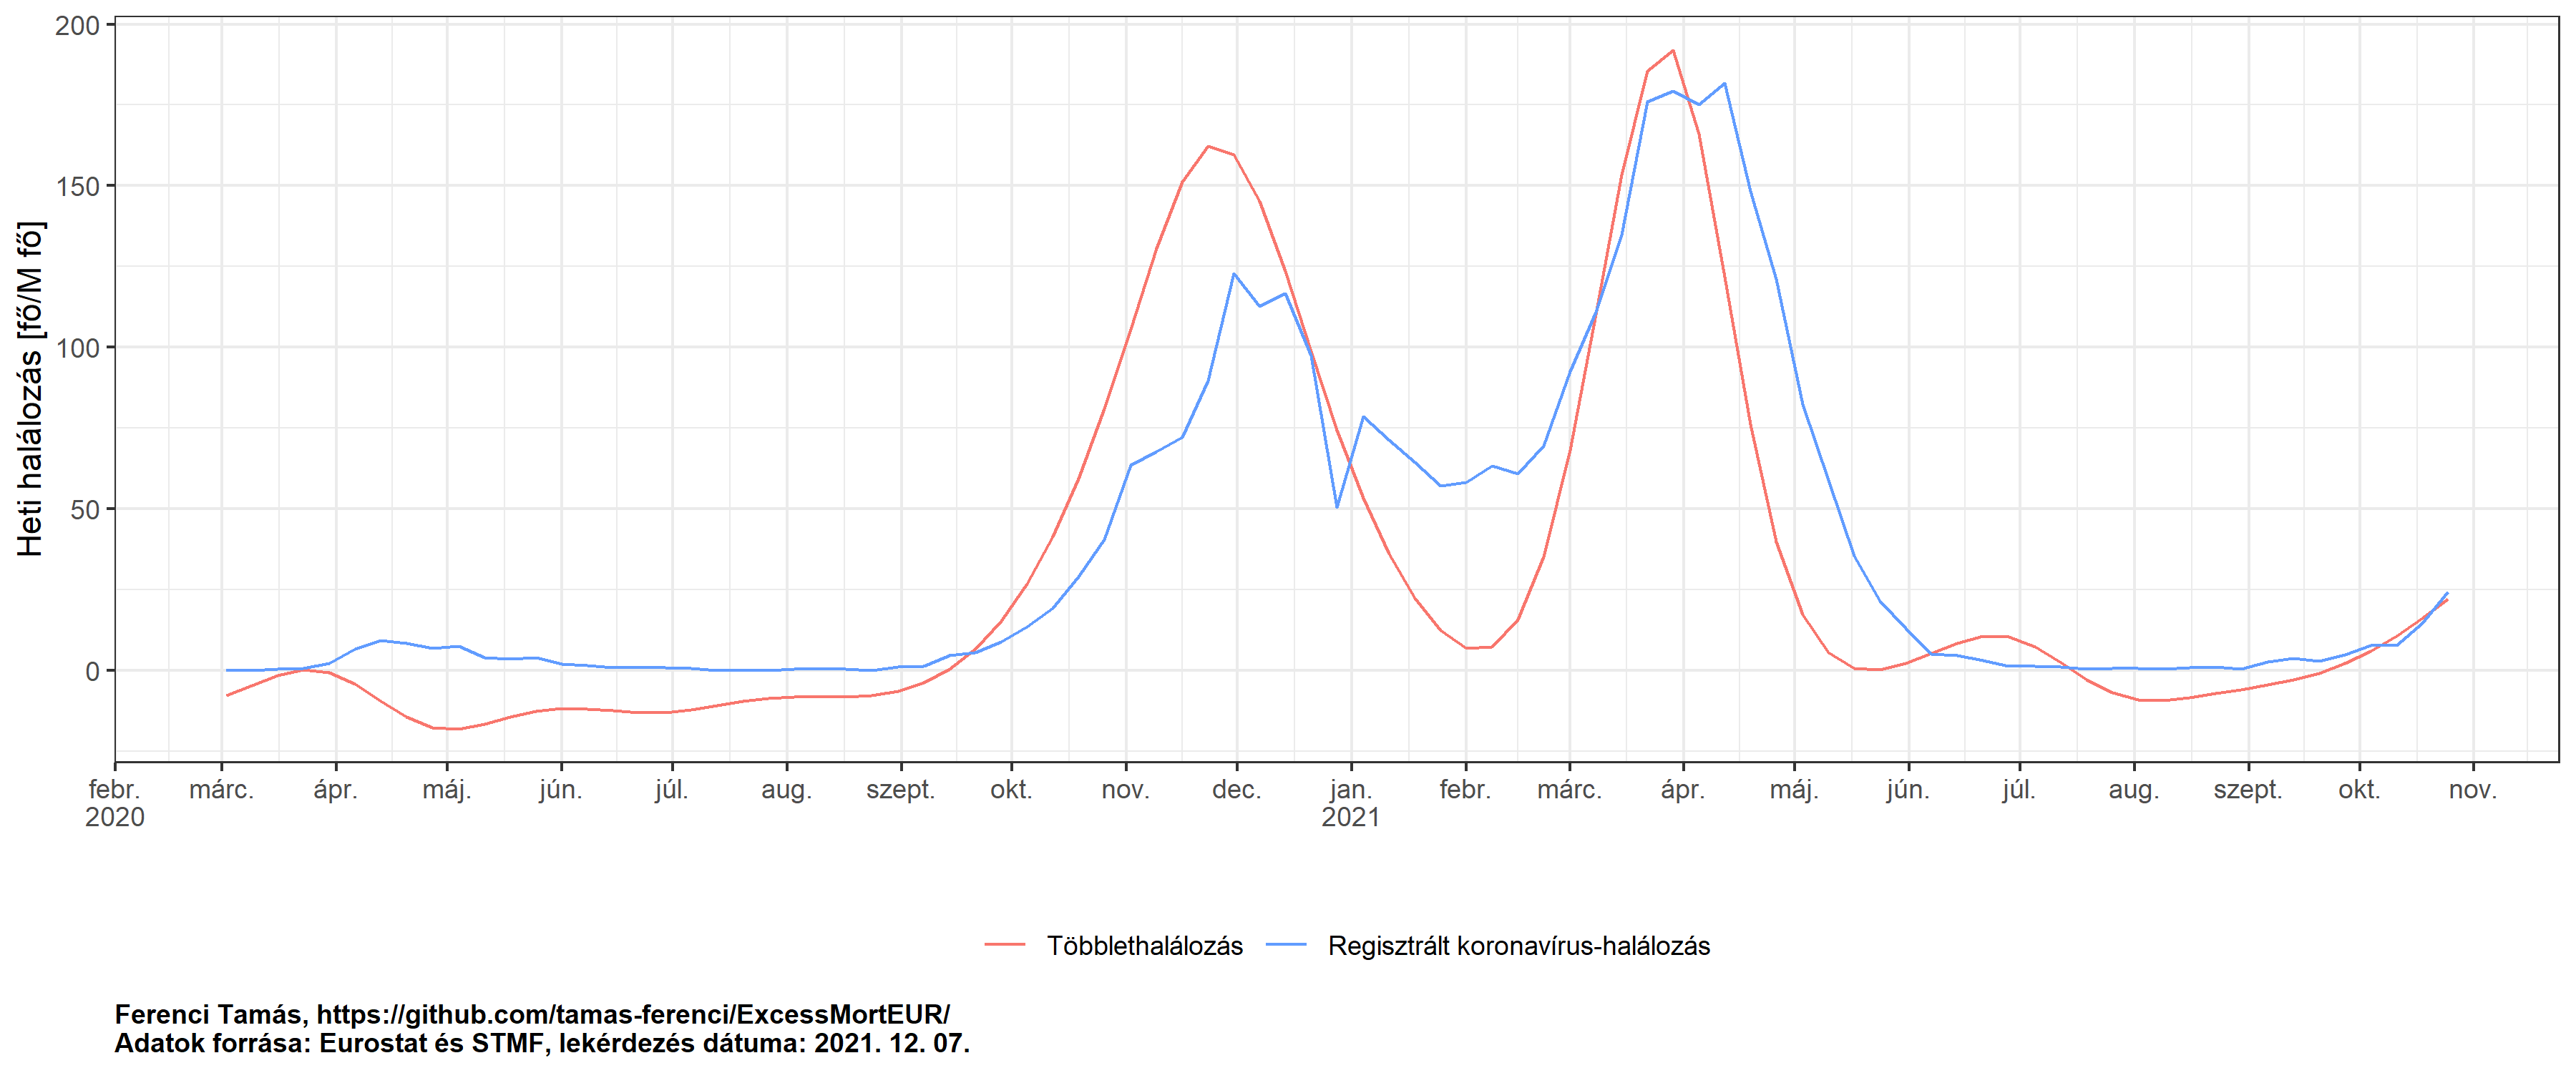 Heti halálozás [fő/M fő]
200
150
100
50
0
febr. márc. ápr. máj. jún. júl. aug. szept. okt. nov. dec. jan. febr. márc. ápr. máj. jún. júl. aug. szept. okt. nov.
2020 2021
Többlethalálozás Regisztrált koronavírus-halálozás
Ferenci Tamás, https://github.com/tamas-ferenci/ExcessMortEUR/
Adatok forrása: Eurostat és STMF, lekérdezés dátuma: 2021. 12. 07.